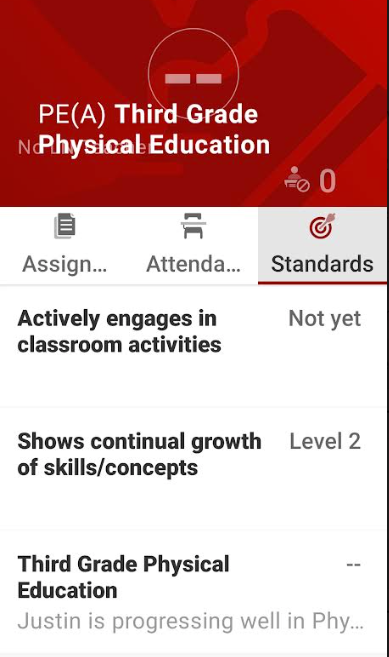 --
PE(A) Third Grade
Physical Education
No
0
Assign...
Attenda...
Standards
Actively engages in
classroom activities
Not yet
Shows continual growth
of skills/concepts
Level 2
Third Grade Physical
Education
--
Justin is progressing well in Phy...